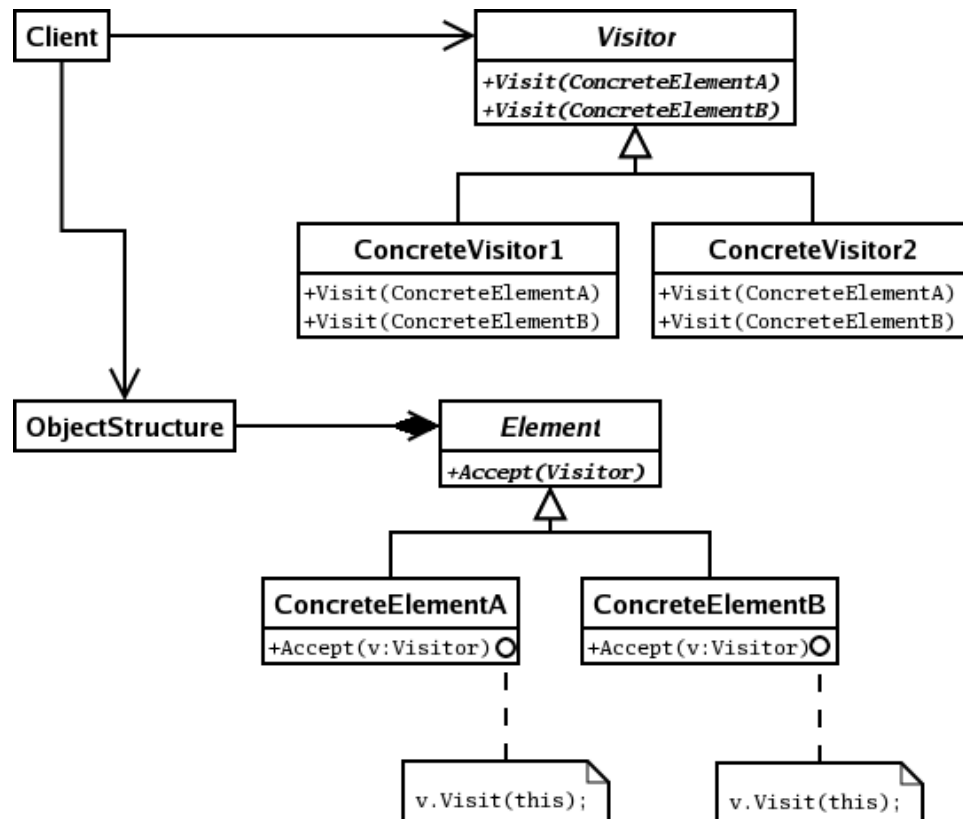 Client
Visitor
+Visit(ConcreteElementA)
+Visit(ConcreteElementB)
ConcreteVisitor1
+Visit(ConcreteElementA)
+Visit(ConcreteElementB)
ConcreteVisitor2
+Visit(ConcreteElementA)
+Visit(ConcreteElementB)
ObjectStructure
Element
+Accept(Visitor)
ConcreteElementA
+Accept(v:Visitor)
ConcreteElementB
+Accept(v:Visitor)
v.Visit(this);
v.Visit(this);